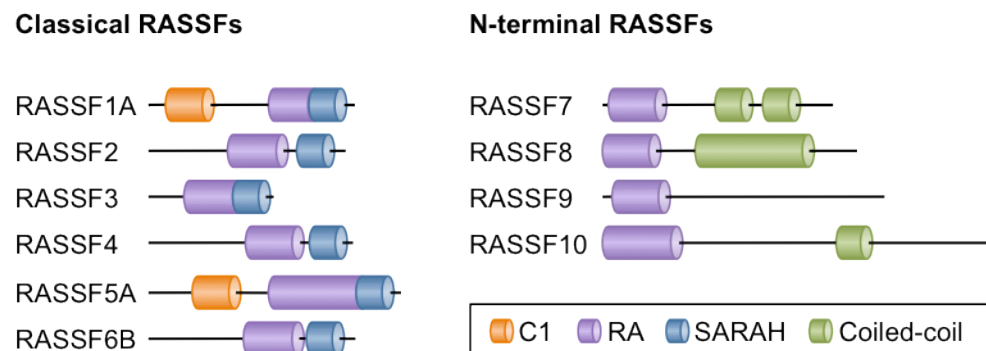 Classical RASSFs
RASSF1A
RASSF2
RASSF3
RASSF4
RASSF5A
RASSF6B
N-terminal RASSFs
RASSF7
RASSF8
RASSF9
RASSF10
C1 RA SARAH Coiled-coil